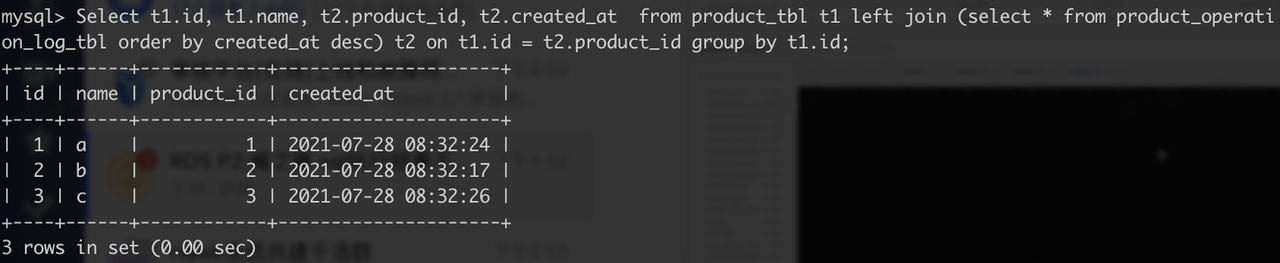 mysql> Select t1.id, t1.name, t2.product_id, t2.created_at  from product_tbl t1 left join (select * from product_operati
on_log_tbl order by created_at desc) t2 on t1.id = t2.product_id group by t1.id;
+----+------+------------+---------------------+
| id | name | product_id | created_at          |
+----+------+------------+---------------------+
|  1 | a    |          1 | 2021-07-28 08:32:24 |
|  2 | b    |          2 | 2021-07-28 08:32:17 |
|  3 | c    |          3 | 2021-07-28 08:32:26 |
+----+------+------------+---------------------+
3 rows in set (0.00 sec)